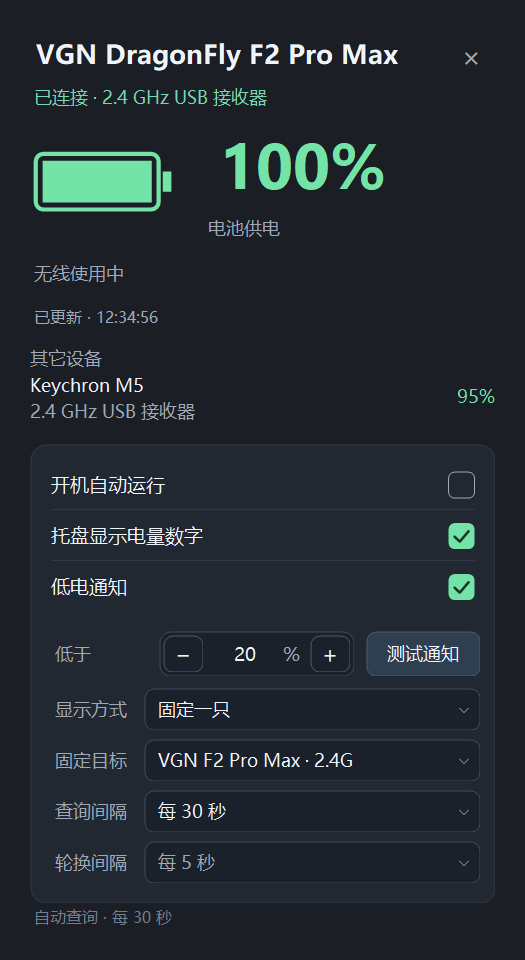 VGN DragonFly F2 Pro Max ×
已连接 · 2.4 GHz USB 接收器
100%
电池供电
无线使用中
已更新 · 12:34:56
其它设备
Keychron M5
95%
2.4 GHz USB 接收器
开机自动运行
托盘显示电量数字
低电通知
低于 − 20 % + 测试通知
显示方式 固定一只
固定目标 VGN F2 Pro Max · 2.4G
查询间隔 每 30 秒
轮换间隔 每 5 秒
自动查询 · 每 30 秒